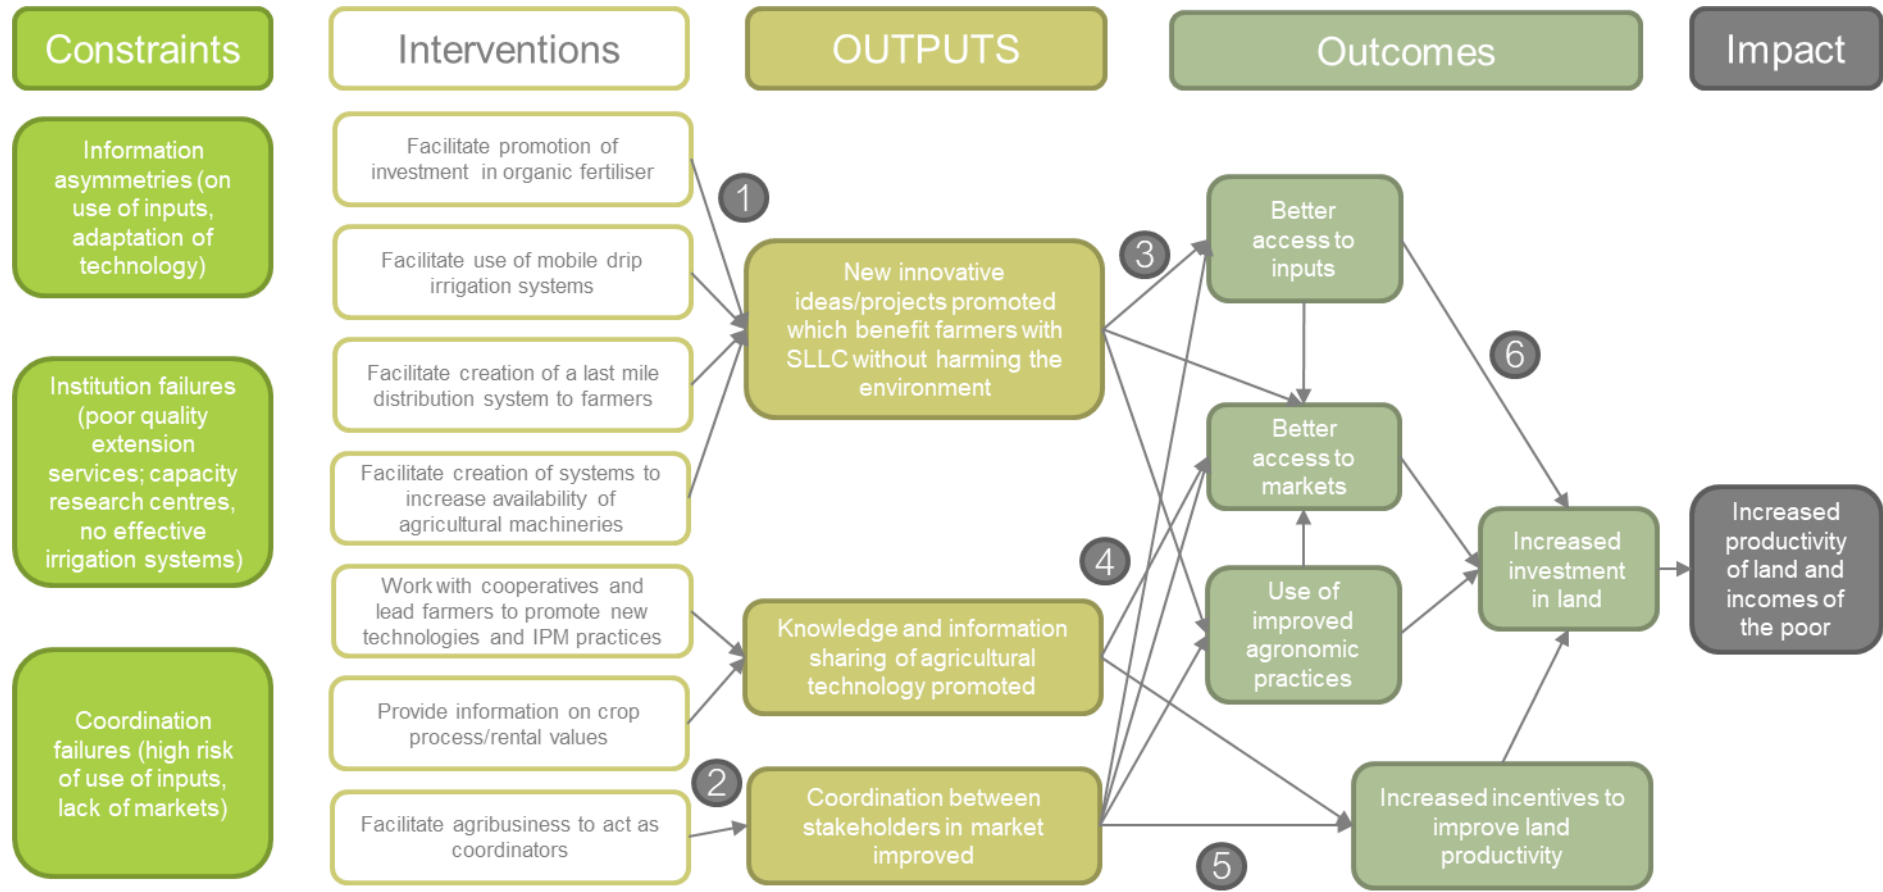 Constraints
Interventions
OUTPUTS
Outcomes
Impact
Information
asymmetries (on
use of inputs,
adaptation of
technology)
Institution failures
(poor quality
extension
services; capacity
research centres,
no effective
irrigation systems)
Coordination
failures (high risk
of use of inputs,
lack of markets)
Facilitate promotion of
investment in organic fertiliser
Facilitate use of mobile drip
irrigation systems
Facilitate creation of a last mile
distribution system to farmers
Facilitate creation of systems to
increase availability of
agricultural machineries
Work with cooperatives and
lead farmers to promote new
technologies and IPM practices
Provide information on crop
process/rental values
Facilitate agribusiness to act as
coordinators
1
2
New innovative
ideas/projects promoted
which benefit farmers with
SLLC without harming the
environment
Knowledge and information
sharing of agricultural
technology promoted
Coordination between
stakeholders in market
improved
3
4
5
Better
access to
inputs
Better
access to
markets
Use of
improved
agronomic
practices
Increased incentives to
improve land
productivity
6
Increased
investment
in land
Increased
productivity
of land and
incomes of
the poor